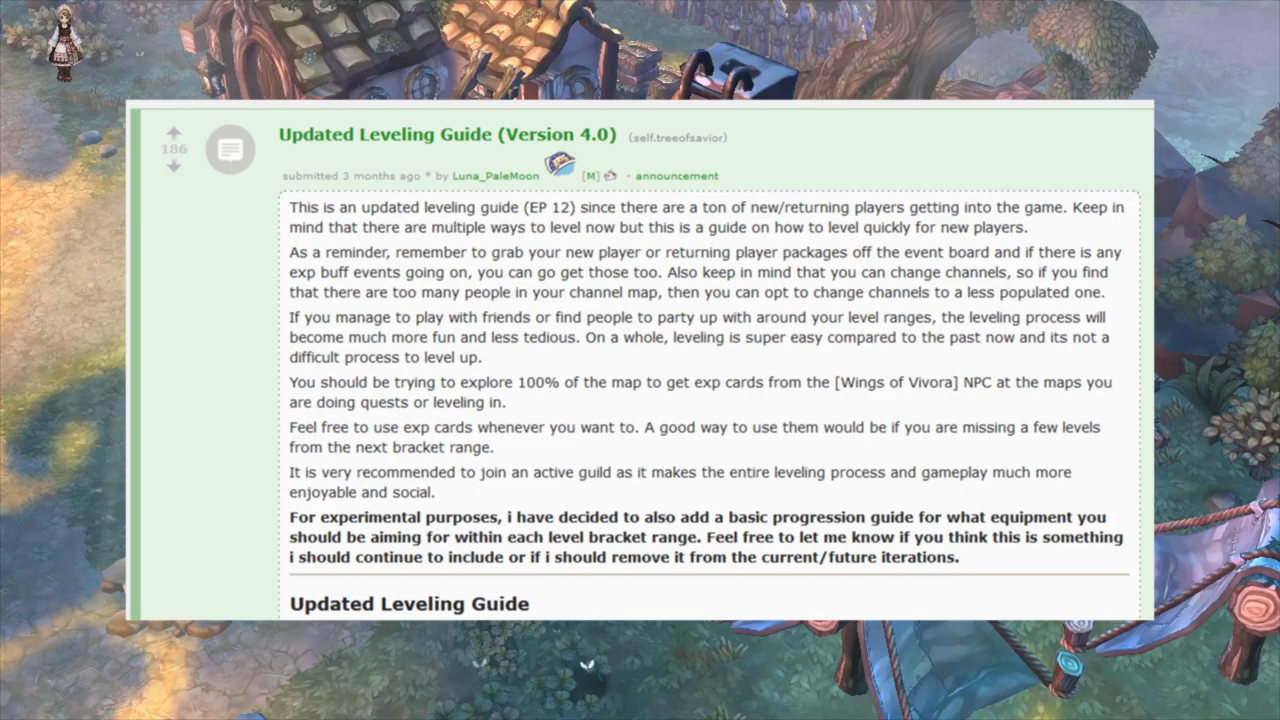 Updated Leveling Guide (Version 4.0) (self.treeofsavior)
186
submitted 3 months ago * by Luna_PaleMoon [M] - announcement
This is an updated leveling guide (EP 12) since there are a ton of new/returning players getting into the game. Keep in
mind that there are multiple ways to level now but this is a guide on how to level quickly for new players.
As a reminder, remember to grab your new player or returning player packages off the event board and if there is any
exp buff events going on, you can go get those too. Also keep in mind that you can change channels, so if you find
that there are too many people in your channel map, then you can opt to change channels to a less populated one.
If you manage to play with friends or find people to party up with around your level ranges, the leveling process will
become much more fun and less tedious. On a whole, leveling is super easy compared to the past now and its not a
difficult process to level up.
You should be trying to explore 100% of the map to get exp cards from the [Wings of Vivora] NPC at the maps you
are doing quests or leveling in.
Feel free to use exp cards whenever you want to. A good way to use them would be if you are missing a few levels
from the next bracket range.
It is very recommended to join an active guild as it makes the entire leveling process and gameplay much more
enjoyable and social.
For experimental purposes, i have decided to also add a basic progression guide for what equipment you
should be aiming for within each level bracket range. Feel free to let me know if you think this is something
i should continue to include or if i should remove it from the current/future iterations.
Updated Leveling Guide